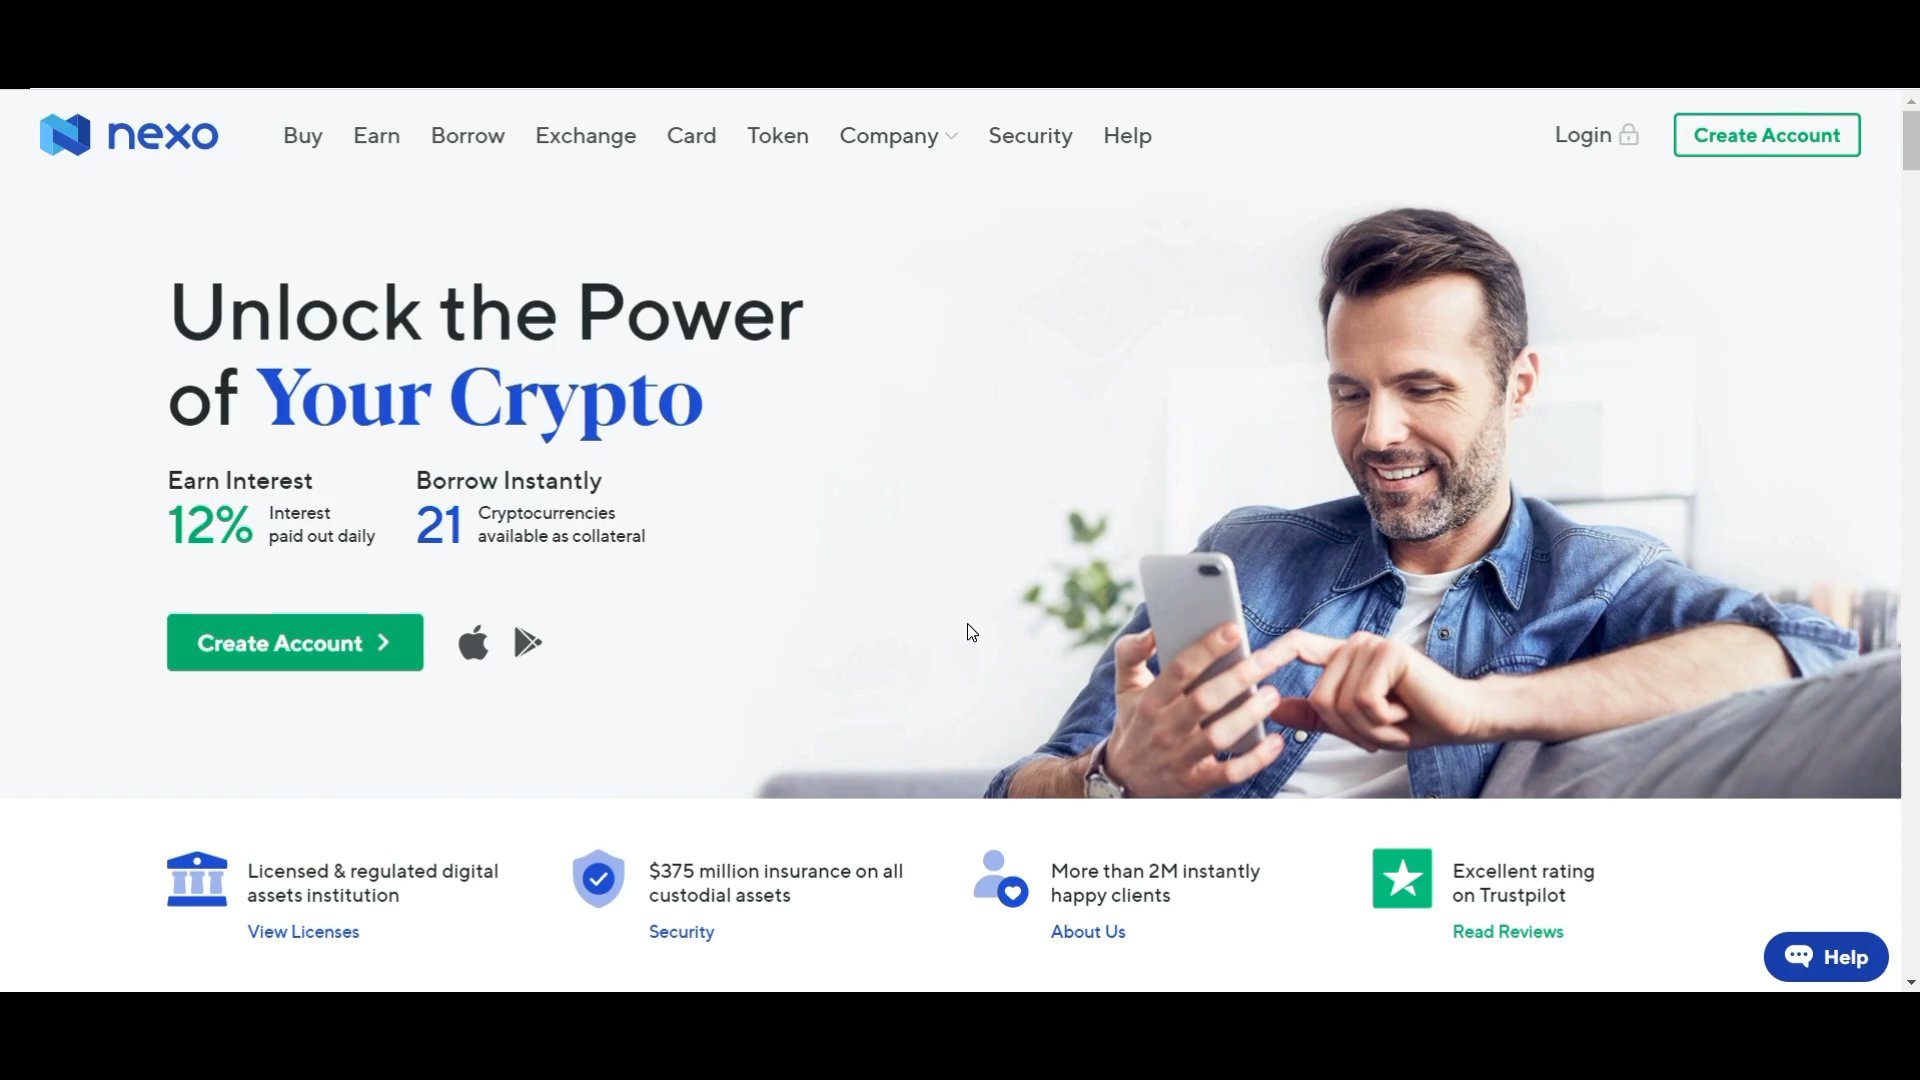 nexo
Buy Earn Borrow Exchange Card Token Company Security Help
Login Create Account
Unlock the Power
of Your Crypto
Earn Interest
12% Interest
paid out daily
Borrow Instantly
21 Cryptocurrencies
available as collateral
Create Account
Licensed & regulated digital
assets institution
View Licenses
$375 million insurance on all
custodial assets
Security
More than 2M instantly
happy clients
About Us
Excellent rating
on Trustpilot
Read Reviews
Help